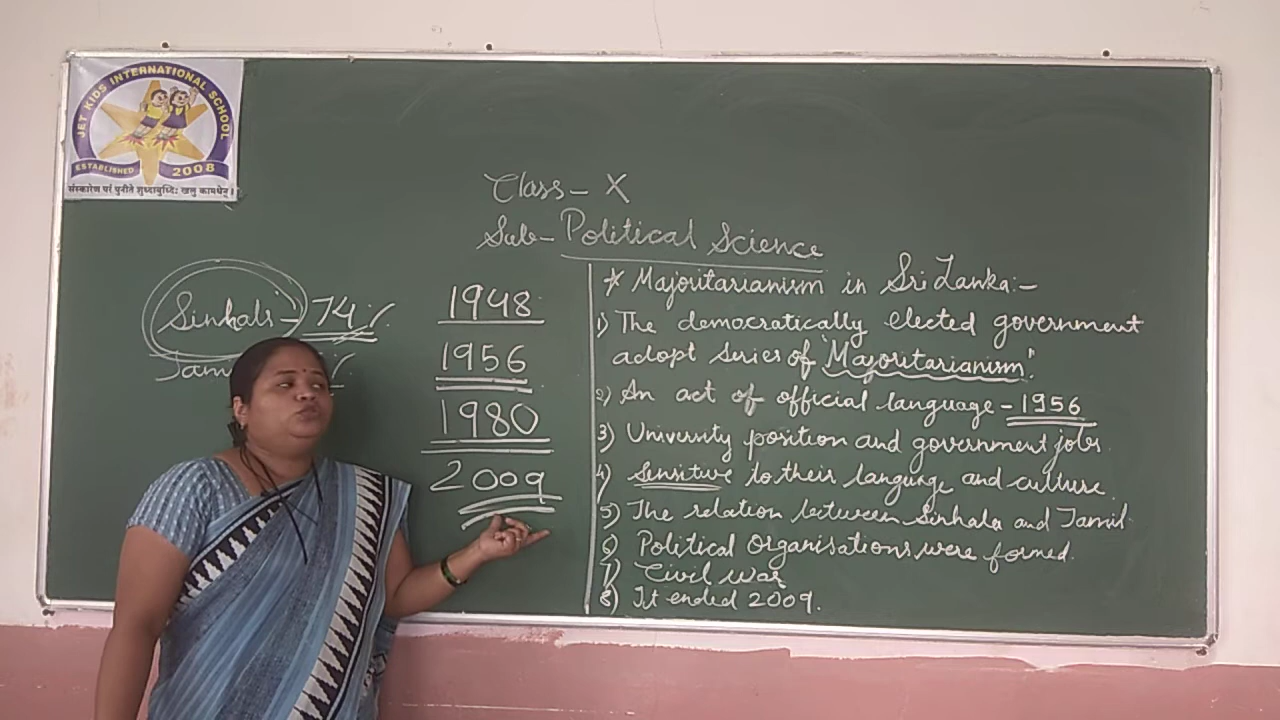 JET KIDS INTERNATIONAL SCHOOL
ESTABLISHED 2008
Class- X
Sub- Political Science
Sinhali- 74%
1948
1956
1980
2009
* Majoritarianism in Sri Lanka:-
1) The democratically elected government
adopt series of "Majoritarianism".
2) An act of official language - 1956
3) University position and government jobs.
4) Sensitive to their language and culture.
5) The relation between Sinhala and Tamil.
6) Political Organisations were formed.
7) Civil war
8) It ended 2009.